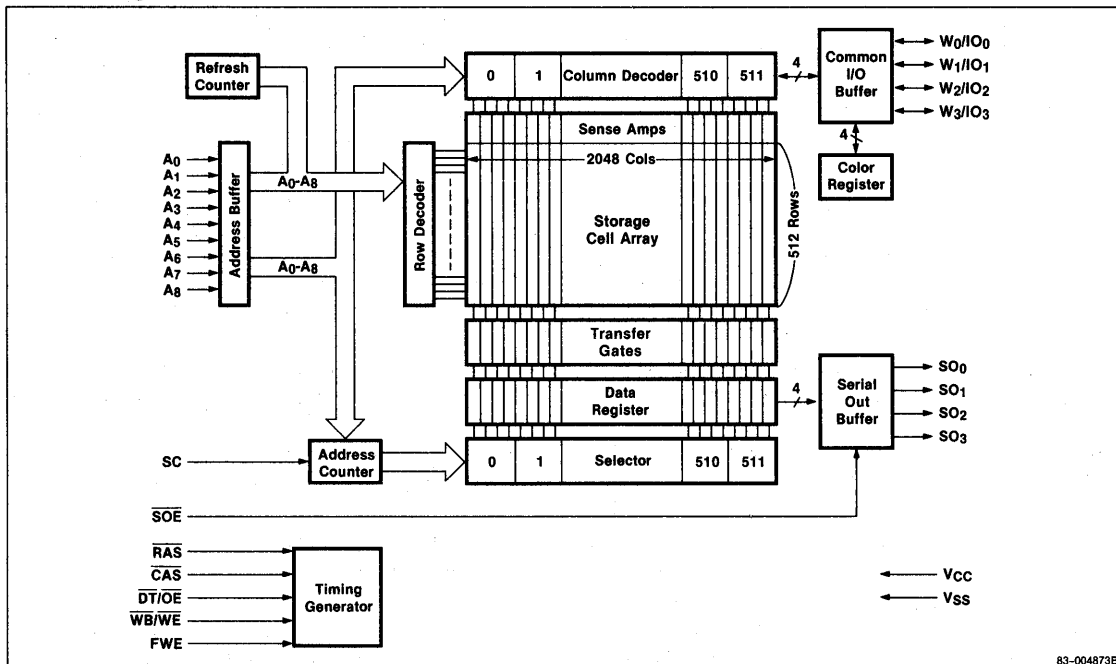 Refresh
Counter
0
1
Column Decoder
510
511
4
Common
I/O
Buffer
W0/IO0
W1/IO1
W2/IO2
W3/IO3
Sense Amps
2048 Cols
4
Color
Register
A0
A1
A2
A3
A4
A5
A6
A7
A8
Address Buffer
A0-A8
A0-A8
Row Decoder
Storage
Cell Array
512 Rows
Transfer
Gates
Data
Register
4
Serial
Out
Buffer
SO0
SO1
SO2
SO3
SC
Address
Counter
0
1
Selector
510
511
SOE
RAS
CAS
DT/OE
WB/WE
FWE
Timing
Generator
VCC
VSS
83-004873B